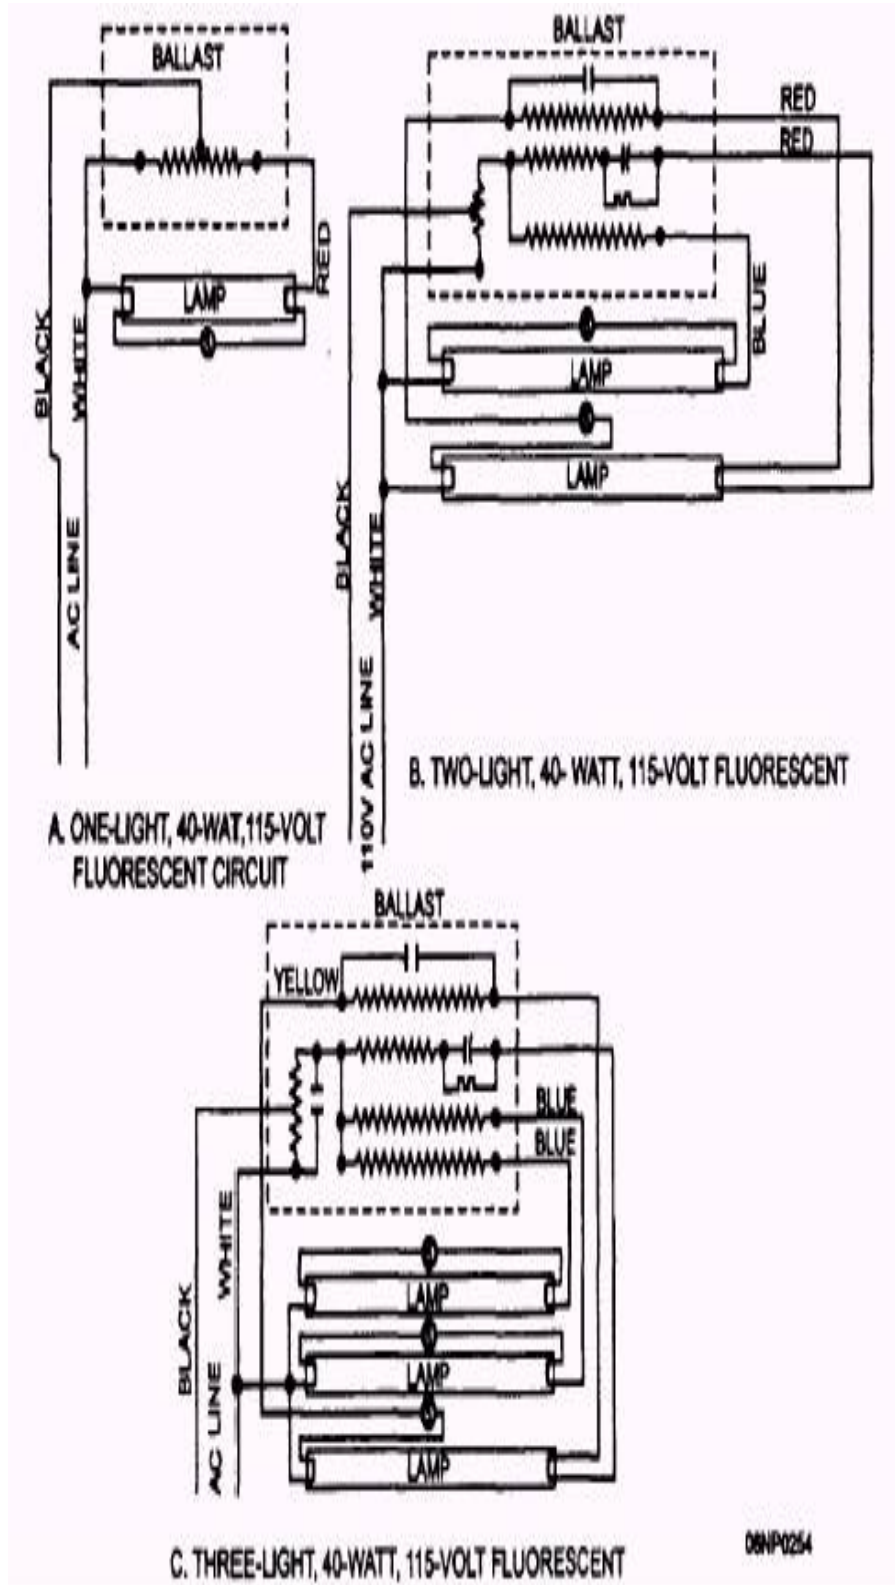 BALLAST
RED
LAMP
BLACK
WHITE
AC LINE
A. ONE-LIGHT, 40-WAT,115-VOLT
FLUORESCENT CIRCUIT
BALLAST
RED
RED
BLUE
LAMP
LAMP
BLACK
WHITE
110V AC LINE
B. TWO-LIGHT, 40- WATT, 115-VOLT FLUORESCENT
BALLAST
YELLOW
BLUE
BLUE
WHITE
BLACK
AC LINE
LAMP
LAMP
LAMP
06NP0254
C. THREE-LIGHT, 40-WATT, 115-VOLT FLUORESCENT